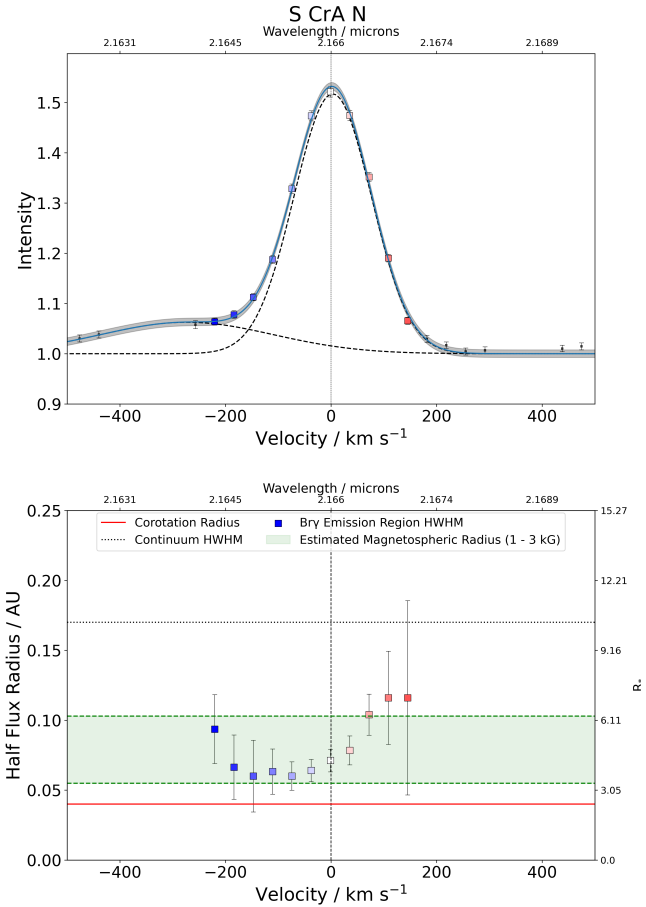 S CrA N
Wavelength / microns
2.1631 2.1645 2.166 2.1674 2.1689
Intensity
1.5
1.4
1.3
1.2
1.1
1.0
0.9
−400 −200 0 200 400
Velocity / km s⁻¹
Wavelength / microns
2.1631 2.1645 2.166 2.1674 2.1689
Half Flux Radius / AU
0.25
0.20
0.15
0.10
0.05
0.00
Corotation Radius
Continuum HWHM
Brγ Emission Region HWHM
Estimated Magnetospheric Radius (1 - 3 kG)
15.27
12.21
9.16
6.11
3.05
0.0
R*
−400 −200 0 200 400
Velocity / km s⁻¹